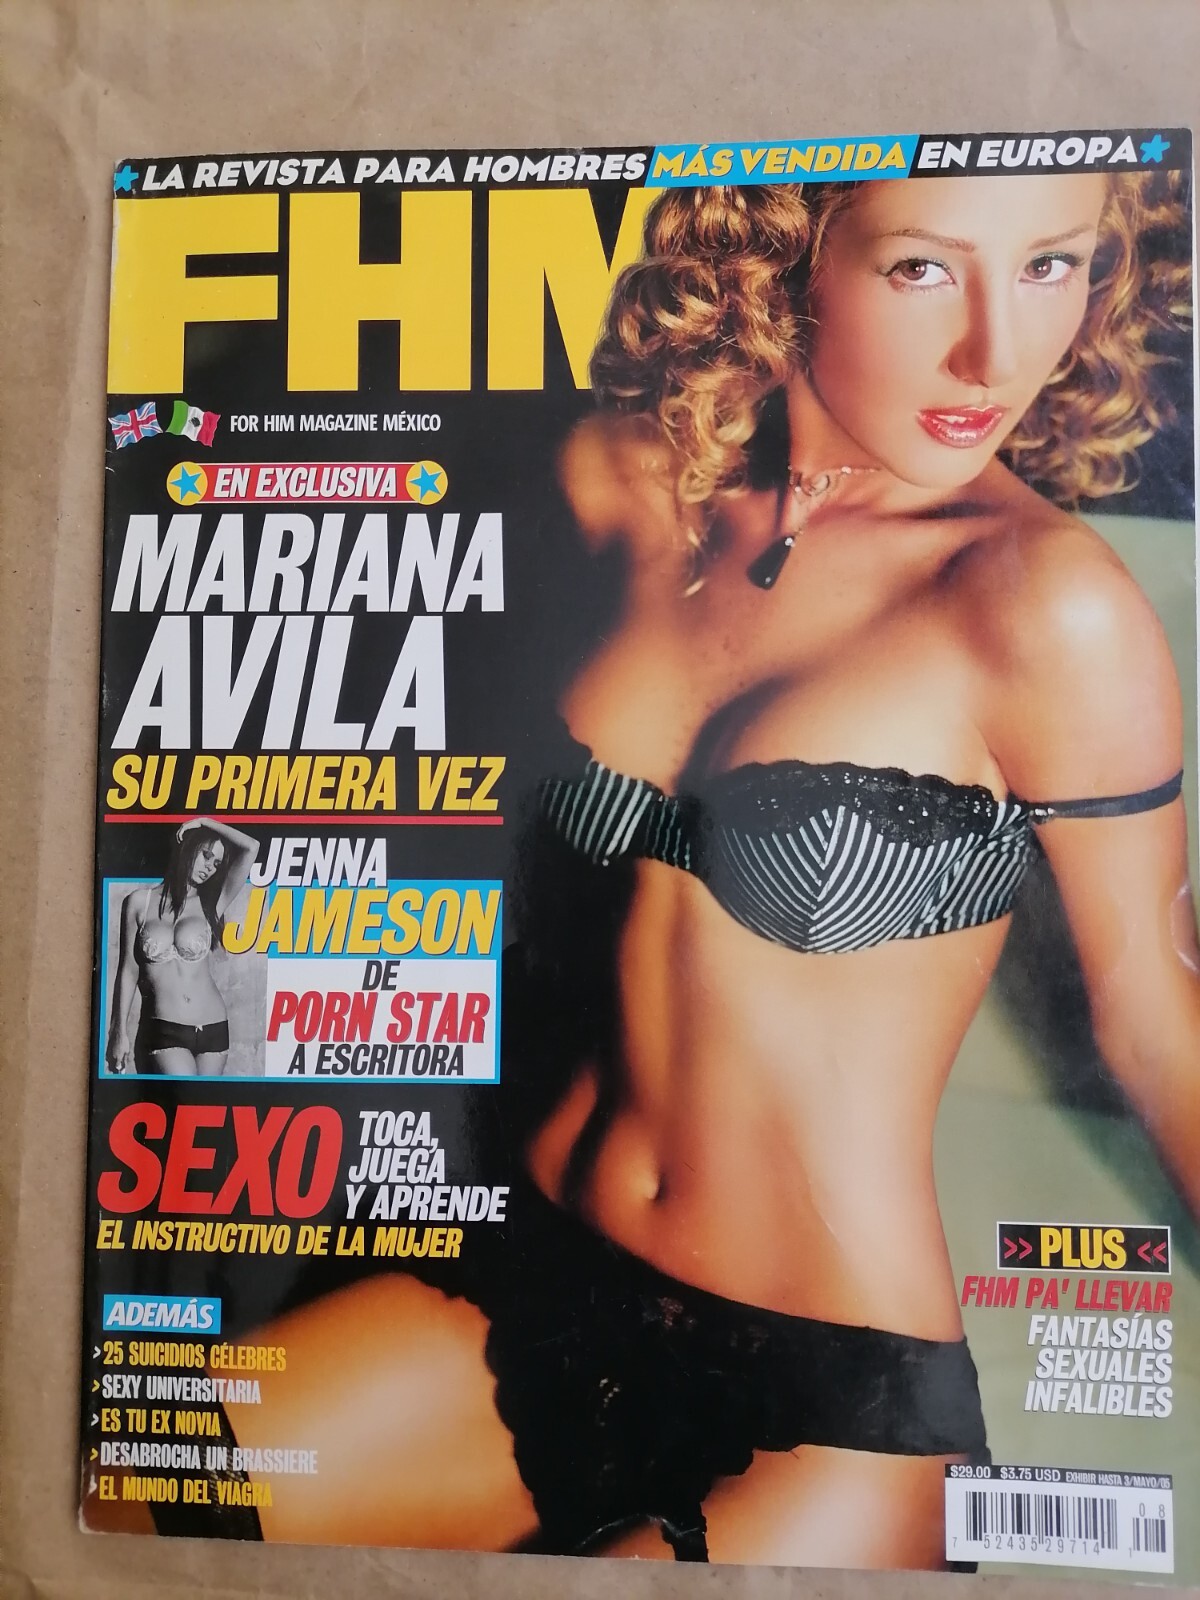 LA REVISTA PARA HOMBRES MÁS VENDIDA EN EUROPA
FHM
FOR HIM MAGAZINE MÉXICO
EN EXCLUSIVA
MARIANA
AVILA
SU PRIMERA VEZ
JENNA
JAMESON
DE
PORN STAR
A ESCRITORA
SEXO
TOCA,
JUEGA
Y APRENDE
EL INSTRUCTIVO DE LA MUJER
ADEMÁS
>25 SUICIDIOS CÉLEBRES
>SEXY UNIVERSITARIA
>ES TU EX NOVIA
>DESABROCHA UN BRASSIERE
>EL MUNDO DEL VIAGRA
>> PLUS <<
FHM PA' LLEVAR
FANTASÍAS
SEXUALES
INFALIBLES
$29.00 $3.75 USD EXHIBIR HASTA 3/MAYO/05
08
7 52435 29714 1